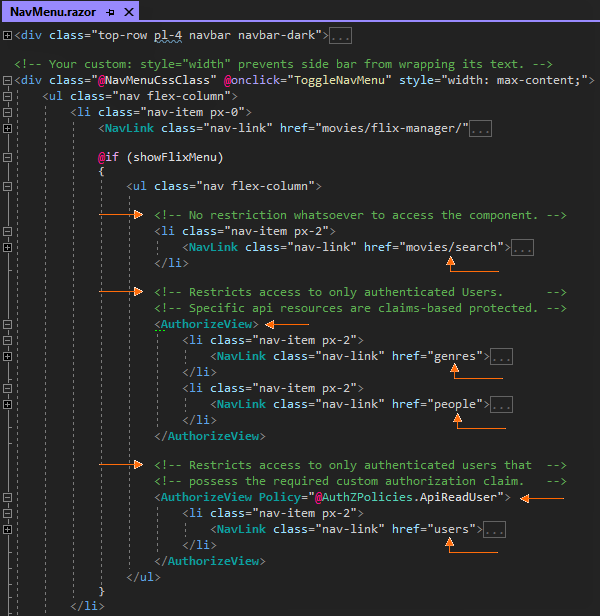 NavMenu.razor
<div class="top-row pl-4 navbar navbar-dark">...
<!-- Your custom: style="width" prevents side bar from wrapping its text. -->
<div class="@NavMenuCssClass" @onclick="ToggleNavMenu" style="width: max-content;">
<ul class="nav flex-column">
<li class="nav-item px-0">
<NavLink class="nav-link" href="movies/flix-manager/"...
@if (showFlixMenu)
{
<ul class="nav flex-column">
<!-- No restriction whatsoever to access the component. -->
<li class="nav-item px-2">
<NavLink class="nav-link" href="movies/search">...
</li>
<!-- Restricts access to only authenticated Users. -->
<!-- Specific api resources are claims-based protected. -->
<AuthorizeView>
<li class="nav-item px-2">
<NavLink class="nav-link" href="genres">...
</li>
<li class="nav-item px-2">
<NavLink class="nav-link" href="people">...
</li>
</AuthorizeView>
<!-- Restricts access to only authenticated users that -->
<!-- possess the required custom authorization claim. -->
<AuthorizeView Policy="@AuthZPolicies.ApiReadUser">
<li class="nav-item px-2">
<NavLink class="nav-link" href="users">...
</li>
</AuthorizeView>
</ul>
}
</li>